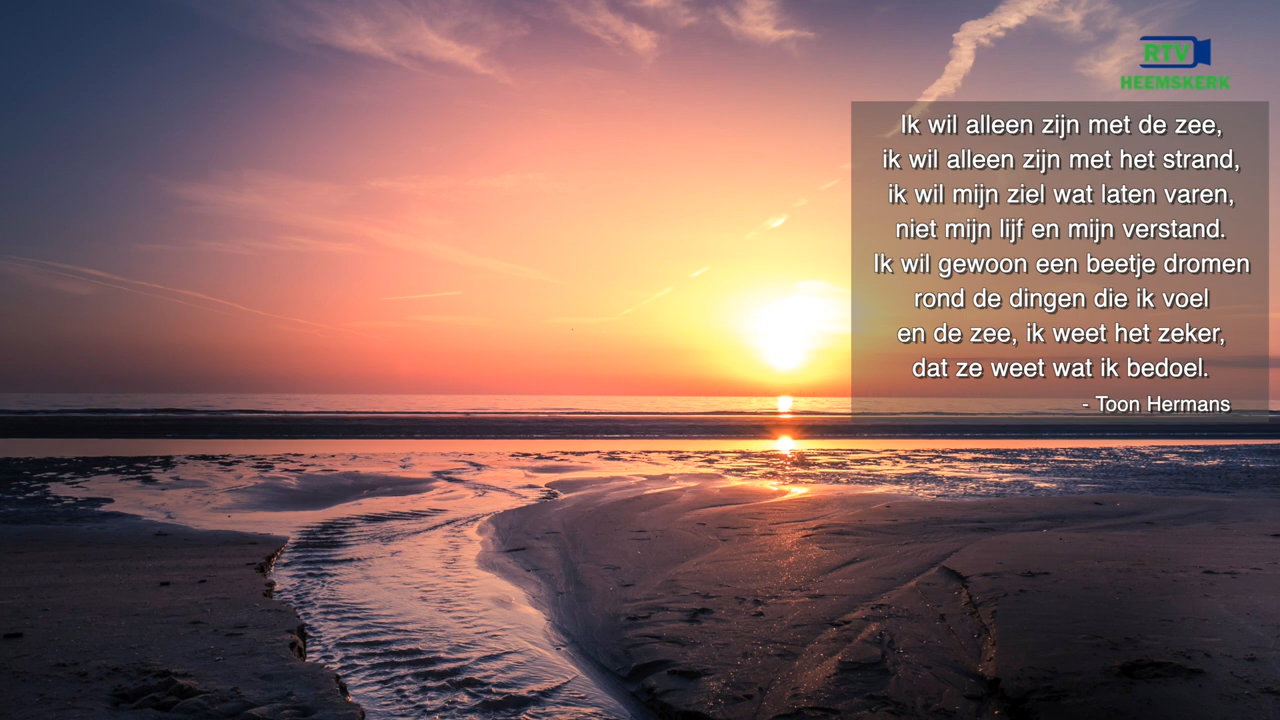 RTV
HEEMSKERK
Ik wil alleen zijn met de zee,
ik wil alleen zijn met het strand,
ik wil mijn ziel wat laten varen,
niet mijn lijf en mijn verstand.
Ik wil gewoon een beetje dromen
rond de dingen die ik voel
en de zee, ik weet het zeker,
dat ze weet wat ik bedoel.
- Toon Hermans